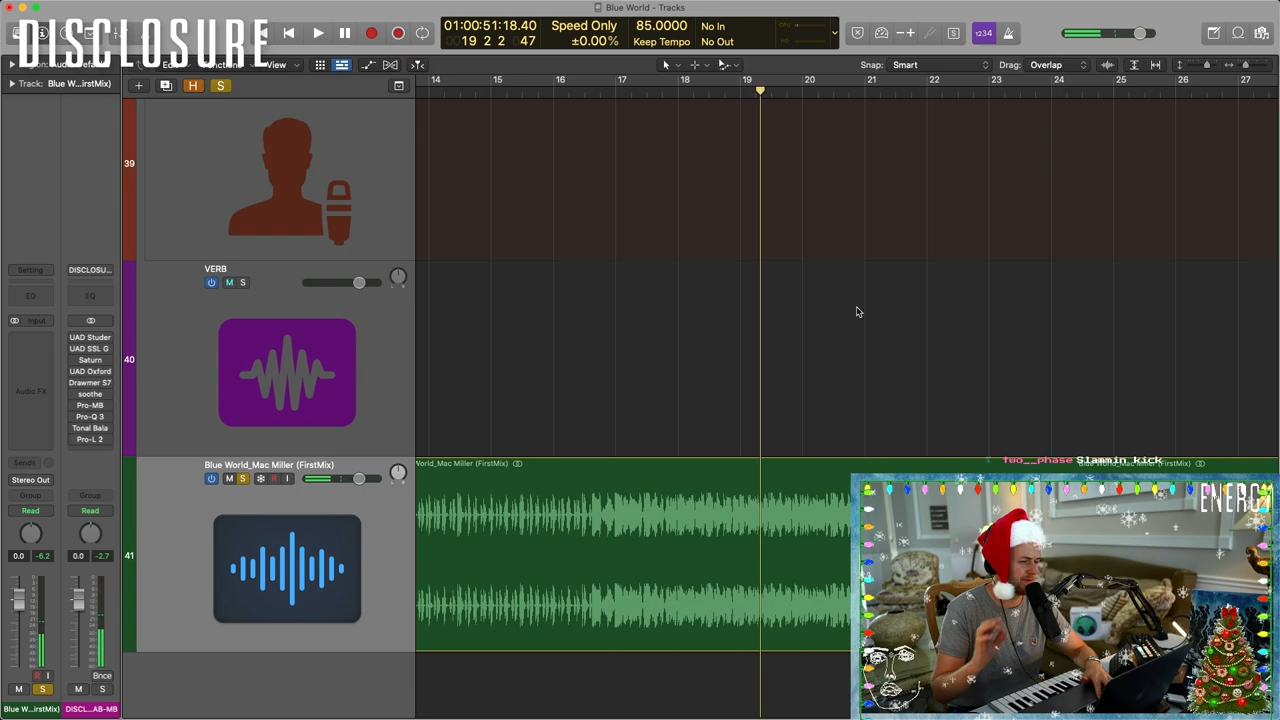 Blue World - Tracks
DISCLOSURE
01:00:51:18.40
19 2 2 47
Speed Only
±0.00%
85.0000
Keep Tempo
No In
No Out
1234
View
Snap: Smart
Drag: Overlap
Track: Blue W...irstMix)
H
S
14 15 16 17 18 19 20 21 22 23 24 25 26 27
39
VERB
M S
40
Blue World_Mac Miller (FirstMix)
M S R I
41
World_Mac Miller (FirstMix)
two__phase Slammin kick
ENERG
Setting
DISCLOSU...
EQ
EQ
Input
UAD Studer
UAD SSL G
Saturn
UAD Oxford
Drawmer S7
soothe
Pro-MB
Pro-Q 3
Tonal Bala
Pro-L 2
Audio FX
Sends
Stereo Out
Group
Group
Read
Read
0.0 -6.2
0.0 -2.7
R I
Bnce
M S
M S
Blue W...irstMix)
DISCL...AB-MB